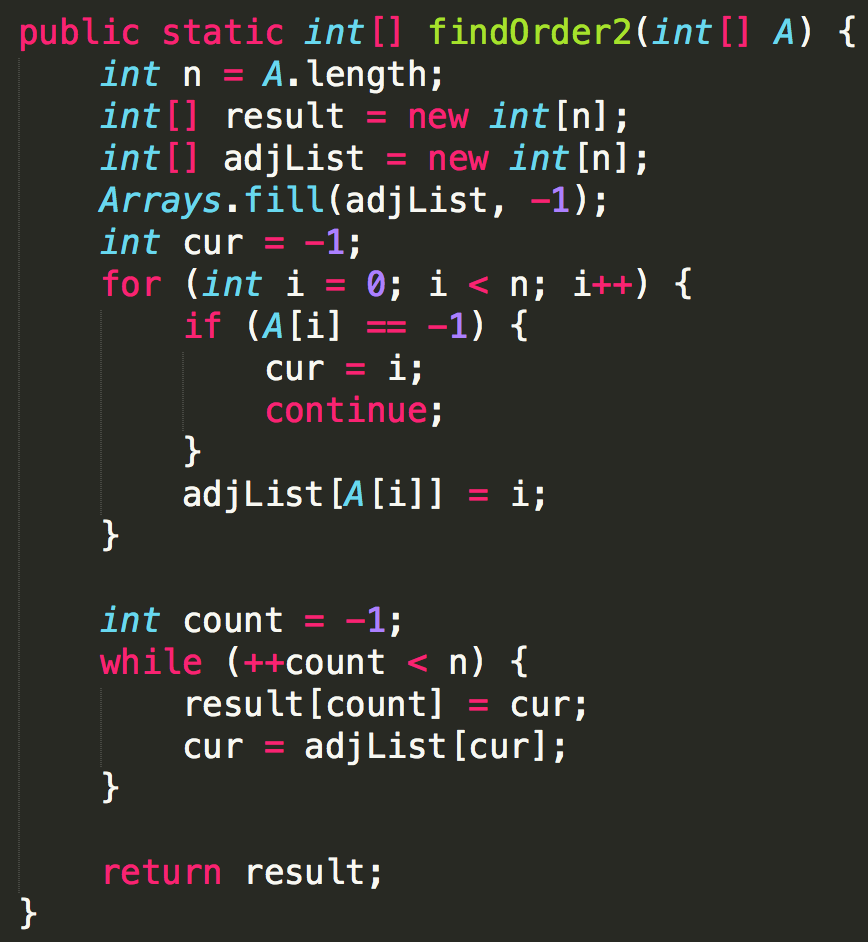 public static int[] findOrder2(int[] A) {
    int n = A.length;
    int[] result = new int[n];
    int[] adjList = new int[n];
    Arrays.fill(adjList, -1);
    int cur = -1;
    for (int i = 0; i < n; i++) {
        if (A[i] == -1) {
            cur = i;
            continue;
        }
        adjList[A[i]] = i;
    }

    int count = -1;
    while (++count < n) {
        result[count] = cur;
        cur = adjList[cur];
    }

    return result;
}